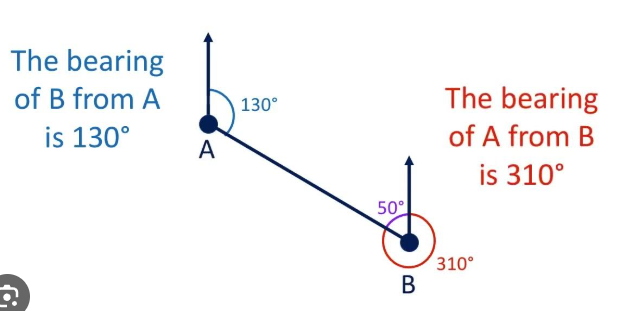 The bearing
of B from A
is 130°
130°
A
The bearing
of A from B
is 310°
50°
310°
B